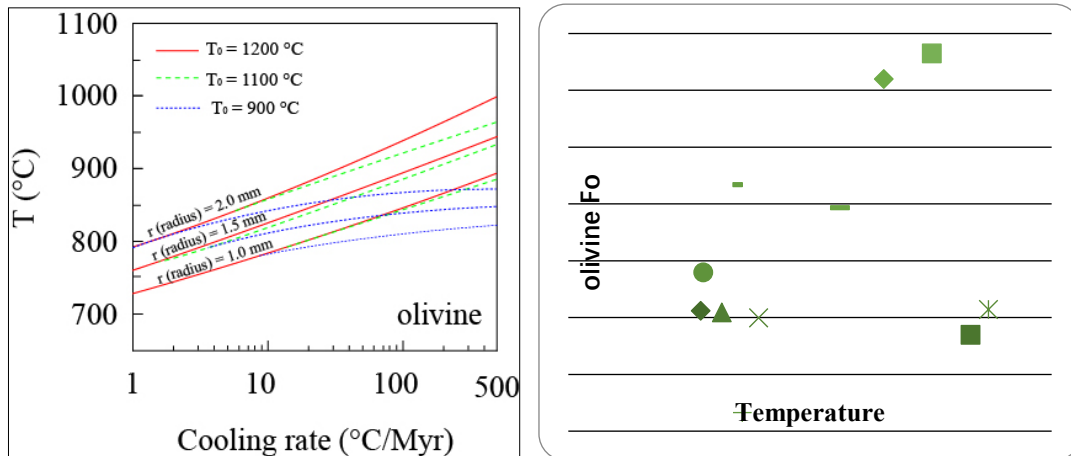 1100
1000
900
800
700
T (°C)
T₀ = 1200 °C
T₀ = 1100 °C
T₀ = 900 °C
r (radius) = 2.0 mm
r (radius) = 1.5 mm
r (radius) = 1.0 mm
olivine
1 10 100 500
Cooling rate (°C/Myr)
olivine Fo
Temperature